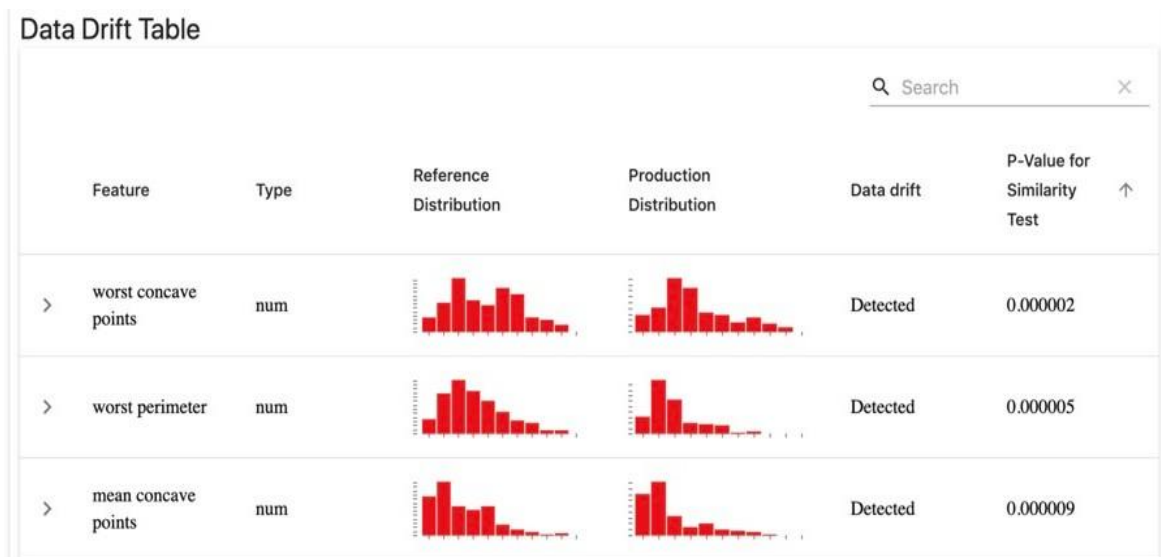 Data Drift Table
Search
Feature
Type
Reference
Distribution
Production
Distribution
Data drift
P-Value for
Similarity
Test
worst concave
points
num
Detected
0.000002
worst perimeter
num
Detected
0.000005
mean concave
points
num
Detected
0.000009